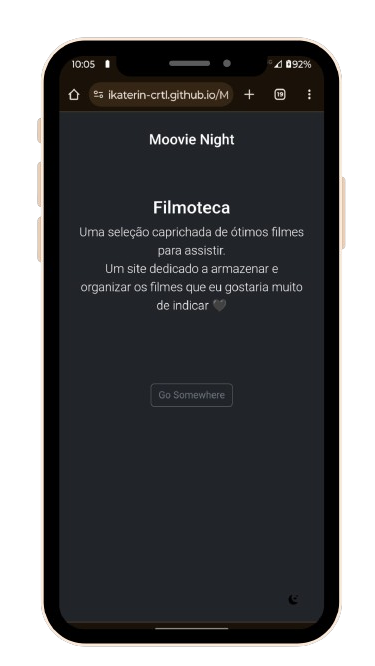 10:05 92%
ikaterin-crtl.github.io/M 19
Moovie Night
Filmoteca
Uma seleção caprichada de ótimos filmes
para assistir.
Um site dedicado a armazenar e
organizar os filmes que eu gostaria muito
de indicar 🖤
Go Somewhere